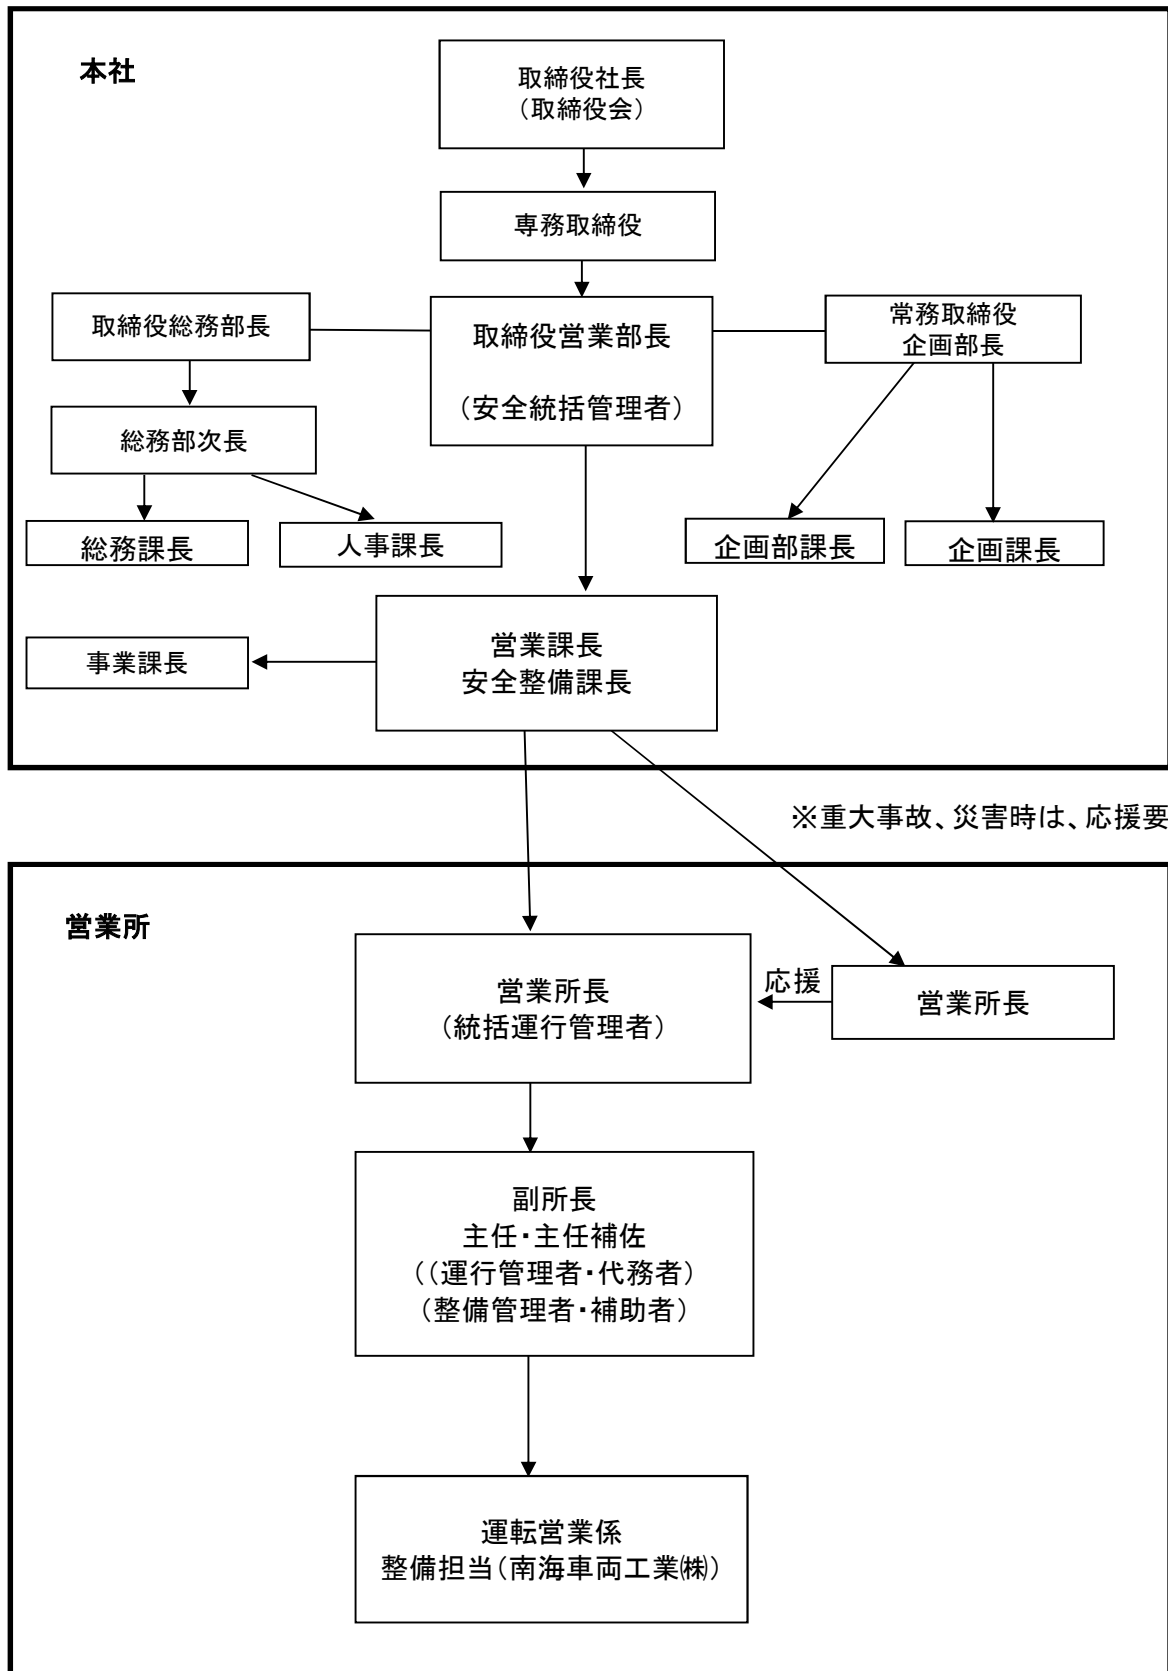 本社
取締役社長
（取締役会）
専務取締役
取締役総務部長
取締役営業部長
（安全統括管理者）
常務取締役
企画部長
総務部次長
総務課長
人事課長
企画部課長
企画課長
事業課長
営業課長
安全整備課長
※重大事故、災害時は、応援要
営業所
営業所長
（統括運行管理者）
応援
営業所長
副所長
主任・主任補佐
（（運行管理者・代務者）
（整備管理者・補助者）
運転営業係
整備担当（南海車両工業㈱）